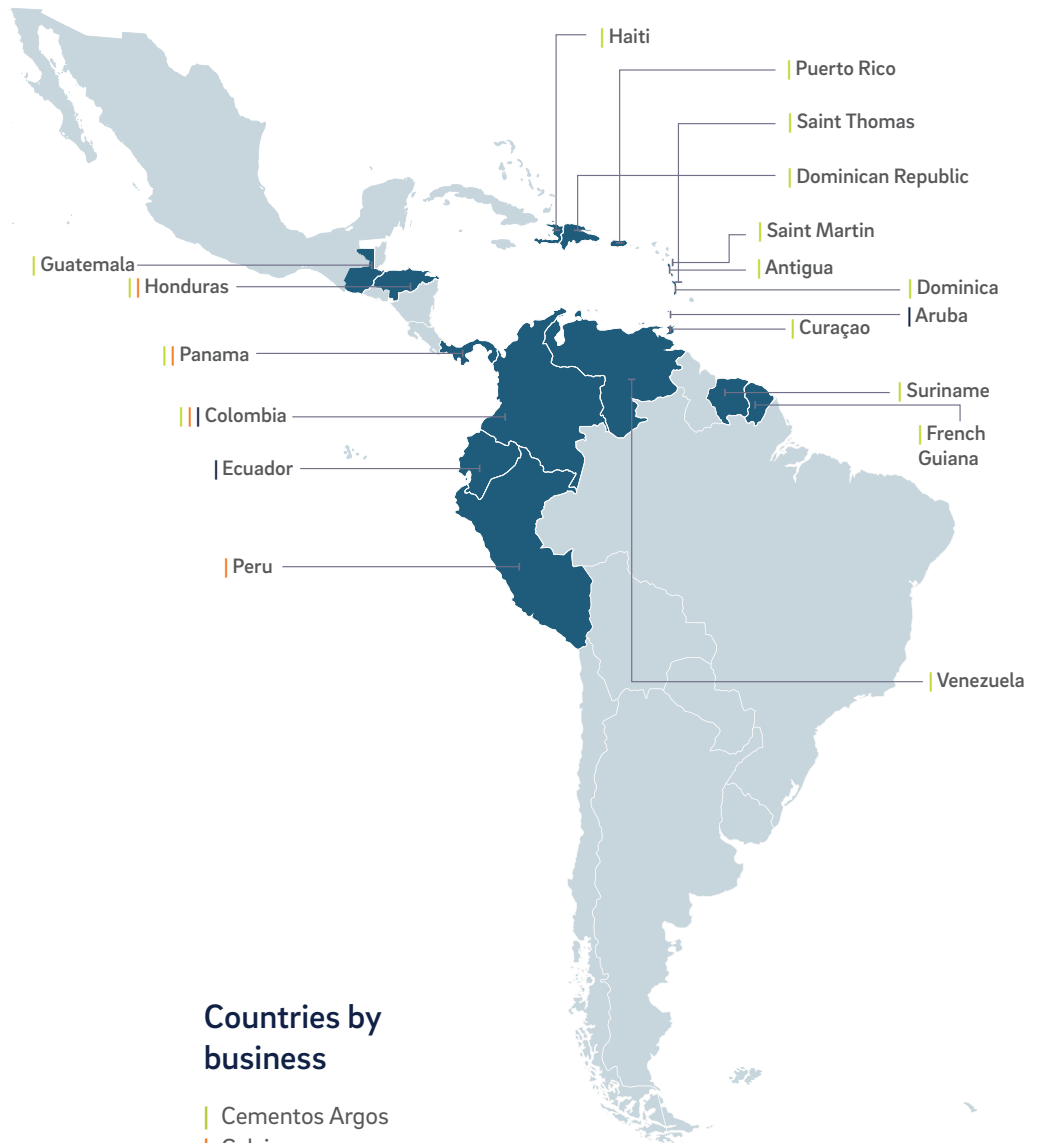 Haiti
Puerto Rico
Saint Thomas
Dominican Republic
Saint Martin
Guatemala
Antigua
Honduras
Dominica
Aruba
Curaçao
Panama
Suriname
Colombia
French
Guiana
Ecuador
Peru
Venezuela
Countries by
business
Cementos Argos